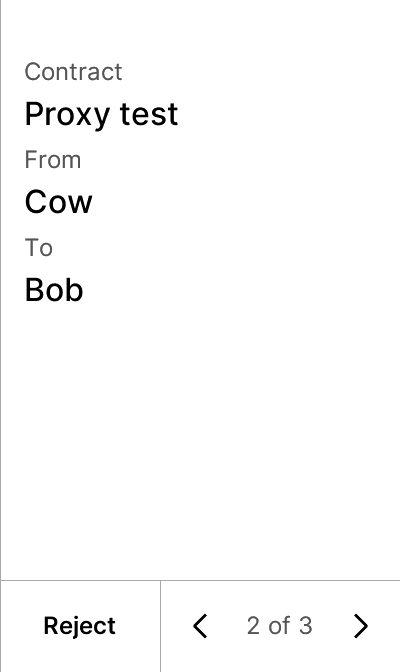 Contract
Proxy test
From
Cow
To
Bob
Reject
2 of 3